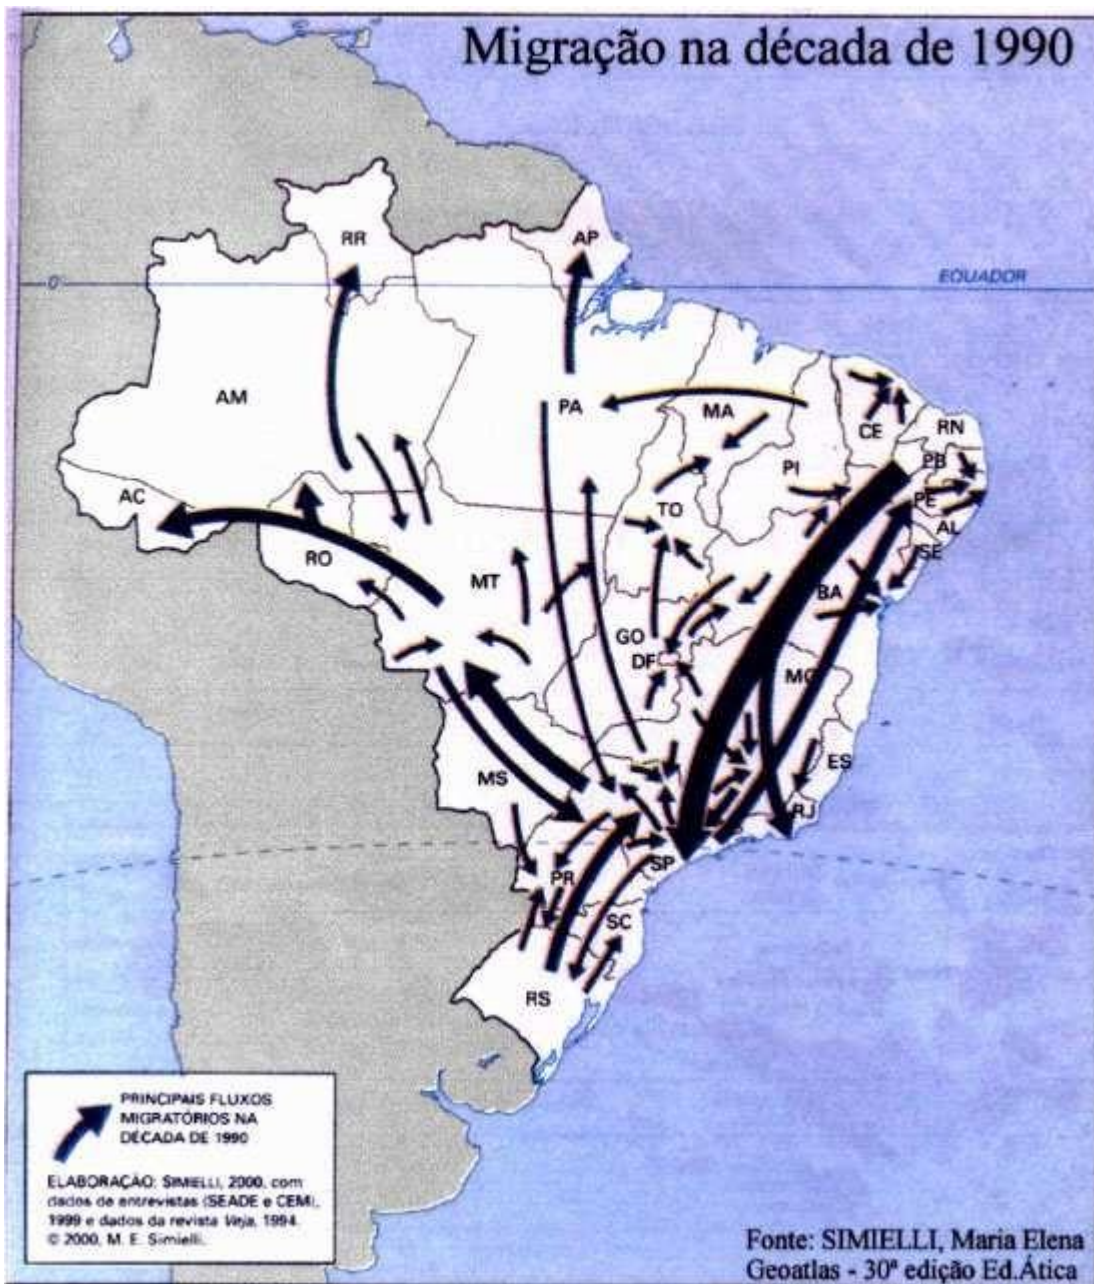 Migração na década de 1990
RR
AP
0°
EQUADOR
AM
PA
MA
CE
RN
PI
PB
AC
PE
TO
AL
RO
SE
MT
BA
GO
DF
MG
MS
ES
RJ
SP
PR
SC
RS
PRINCIPAIS FLUXOS
MIGRATÓRIOS NA
DÉCADA DE 1990
ELABORAÇÃO: SIMIELLI, 2000, com
dados de entrevistas (SEADE e CEM),
1999 e dados da revista Veja, 1994.
© 2000, M. E. Simielli.
Fonte: SIMIELLI, Maria Elena
Geoatlas - 30ª edição Ed.Ática